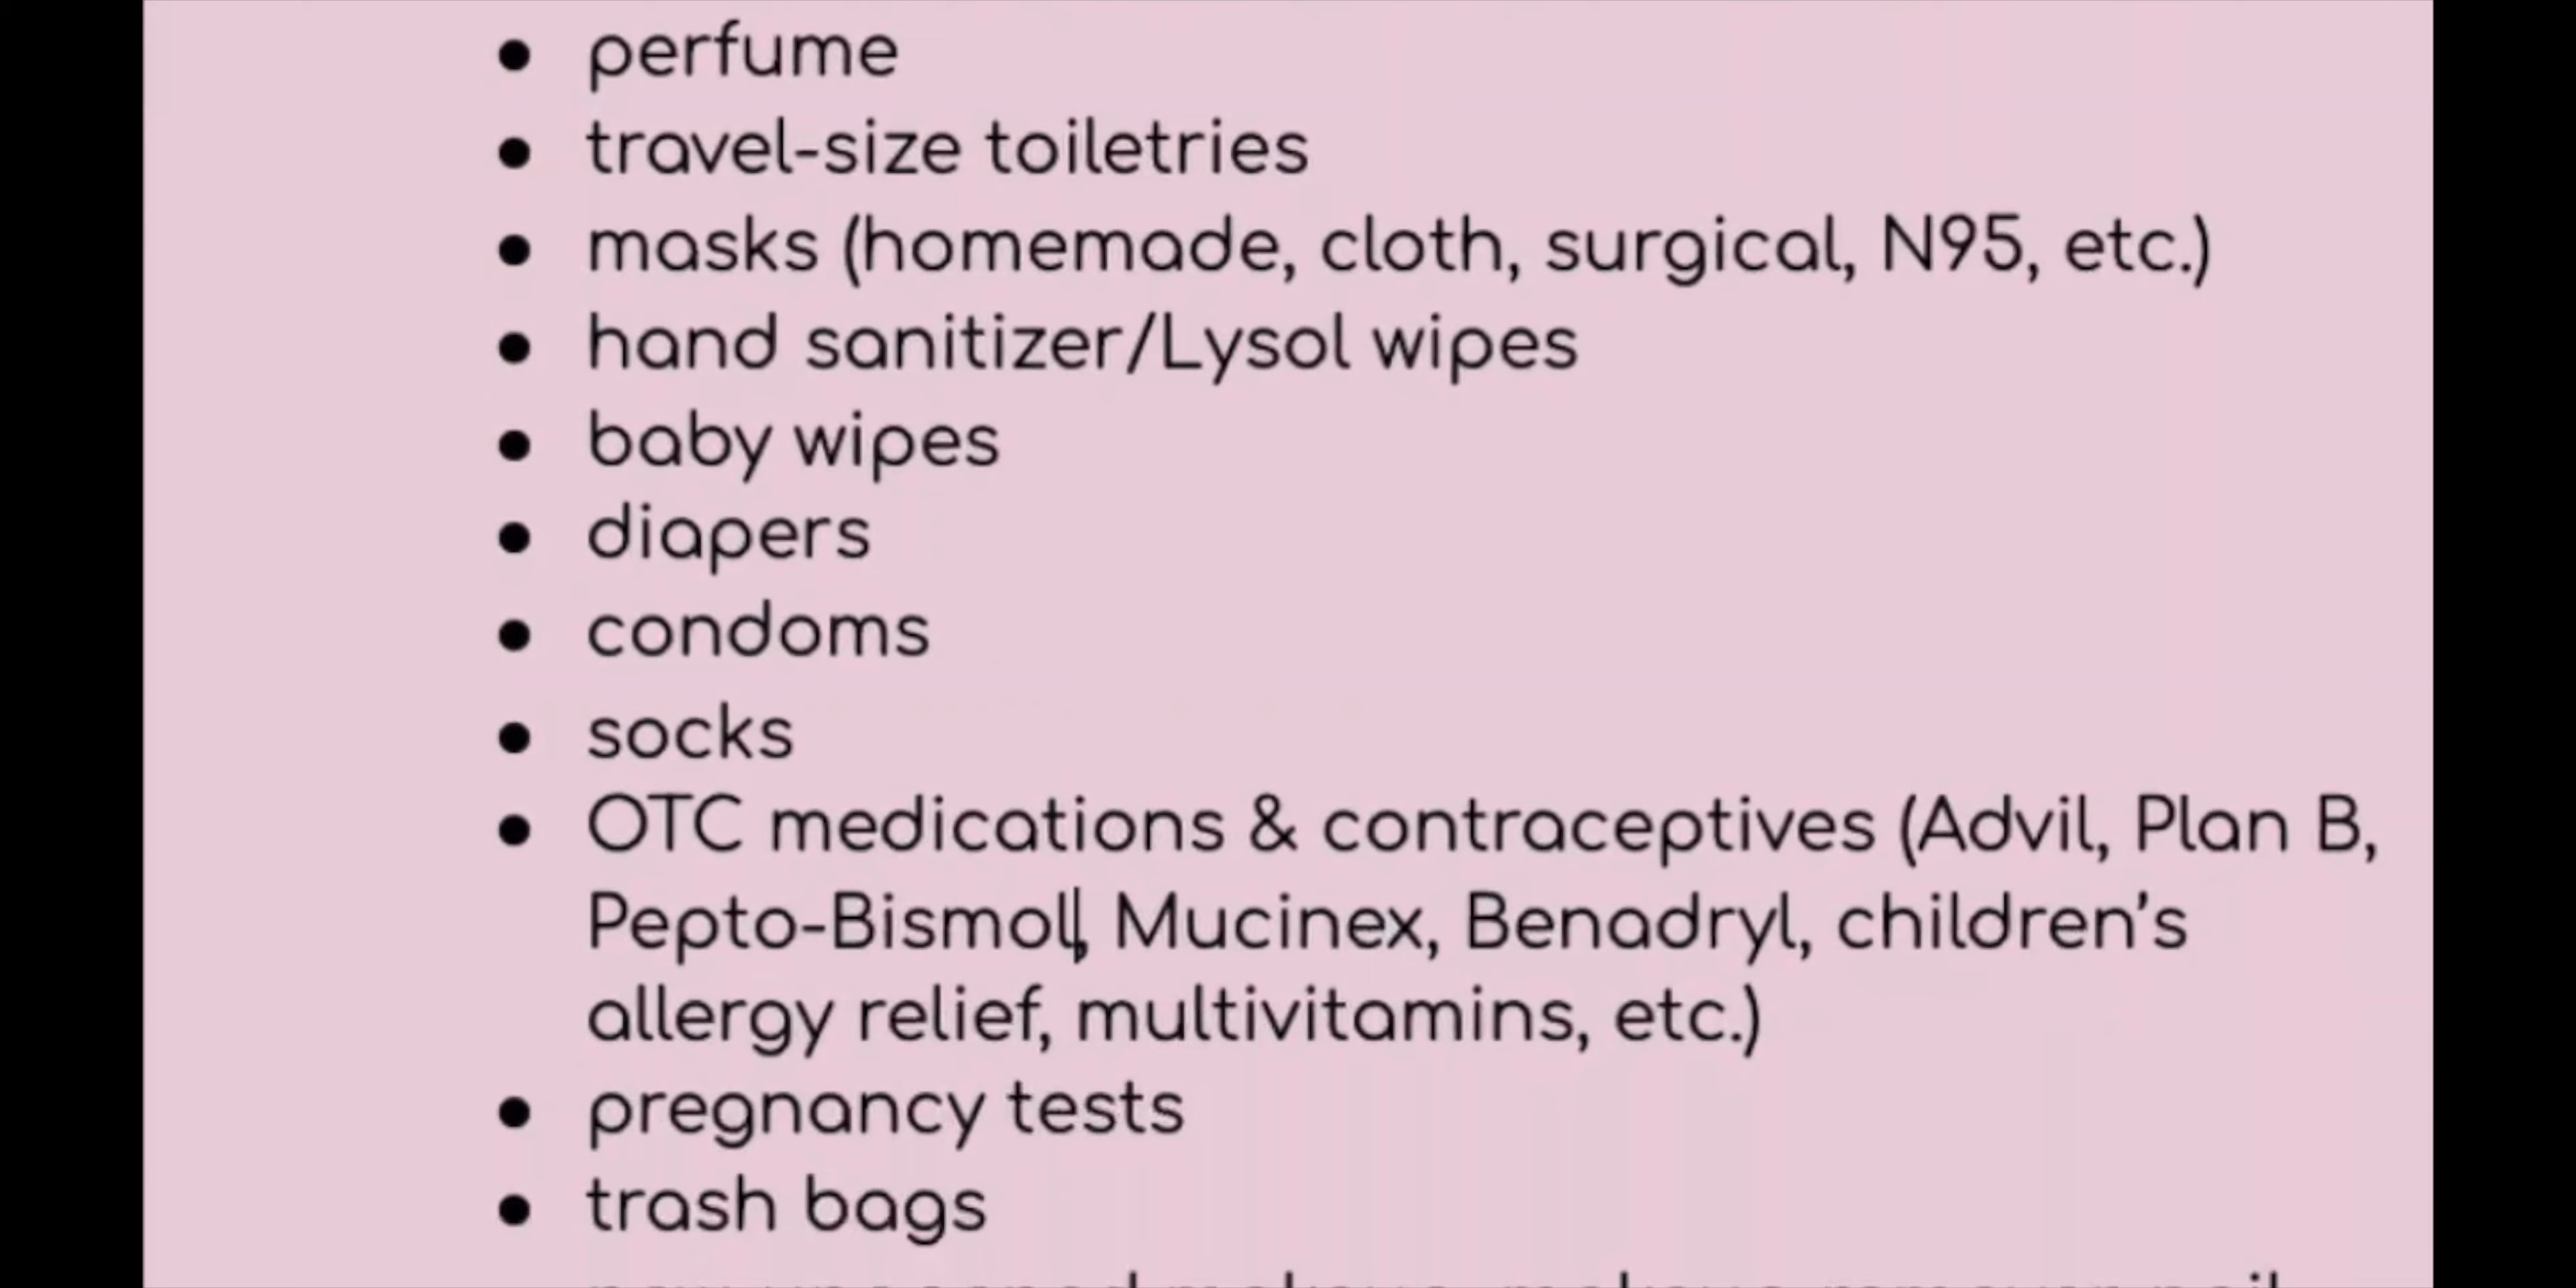 • perfume
• travel-size toiletries
• masks (homemade, cloth, surgical, N95, etc.)
• hand sanitizer/Lysol wipes
• baby wipes
• diapers
• condoms
• socks
• OTC medications & contraceptives (Advil, Plan B,
Pepto-Bismol, Mucinex, Benadryl, children’s
allergy relief, multivitamins, etc.)
• pregnancy tests
• trash bags